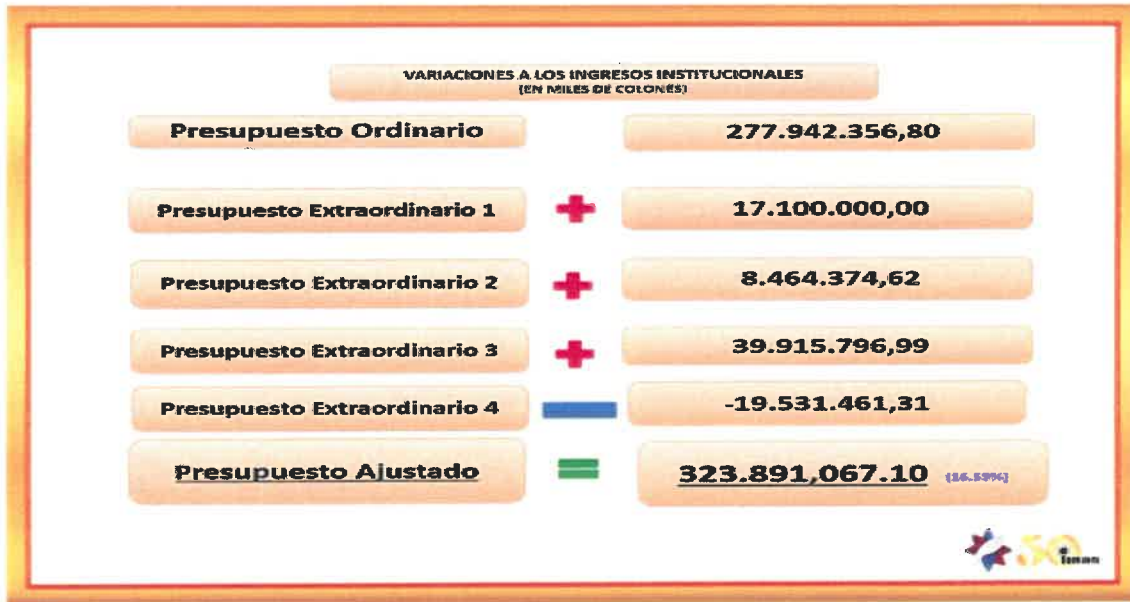 VARIACIONES A LOS INGRESOS INSTITUCIONALES
(EN MILES DE COLONES)
Presupuesto Ordinario 277.942.356,80
Presupuesto Extraordinario 1 + 17.100.000,00
Presupuesto Extraordinario 2 + 8.464.374,62
Presupuesto Extraordinario 3 + 39.915.796,99
Presupuesto Extraordinario 4 -19.531.461,31
Presupuesto Ajustado = 323.891,067.10
50